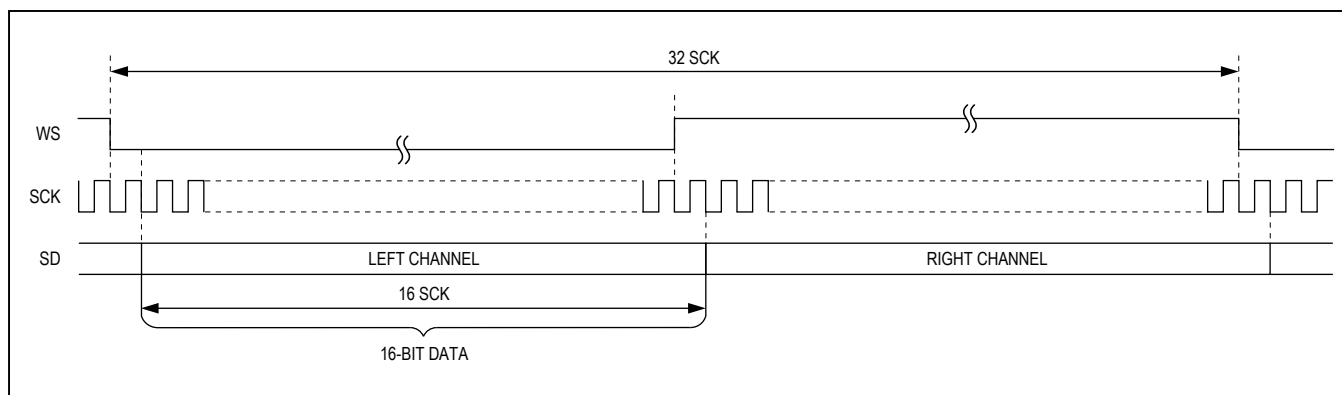 32 SCK
WS
SCK
SD
LEFT CHANNEL
RIGHT CHANNEL
16 SCK
16-BIT DATA